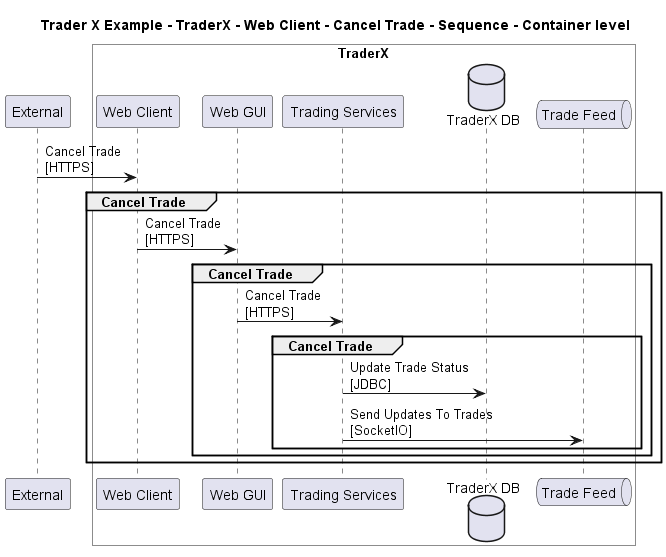 Trader X Example - TraderX - Web Client - Cancel Trade - Sequence - Container level
TraderX
External
Web Client
Web GUI
Trading Services
TraderX DB
Trade Feed
Cancel Trade
[HTTPS]
Cancel Trade
Cancel Trade
[HTTPS]
Cancel Trade
Cancel Trade
[HTTPS]
Cancel Trade
Update Trade Status
[JDBC]
Send Updates To Trades
[SocketIO]
External
Web Client
Web GUI
Trading Services
TraderX DB
Trade Feed